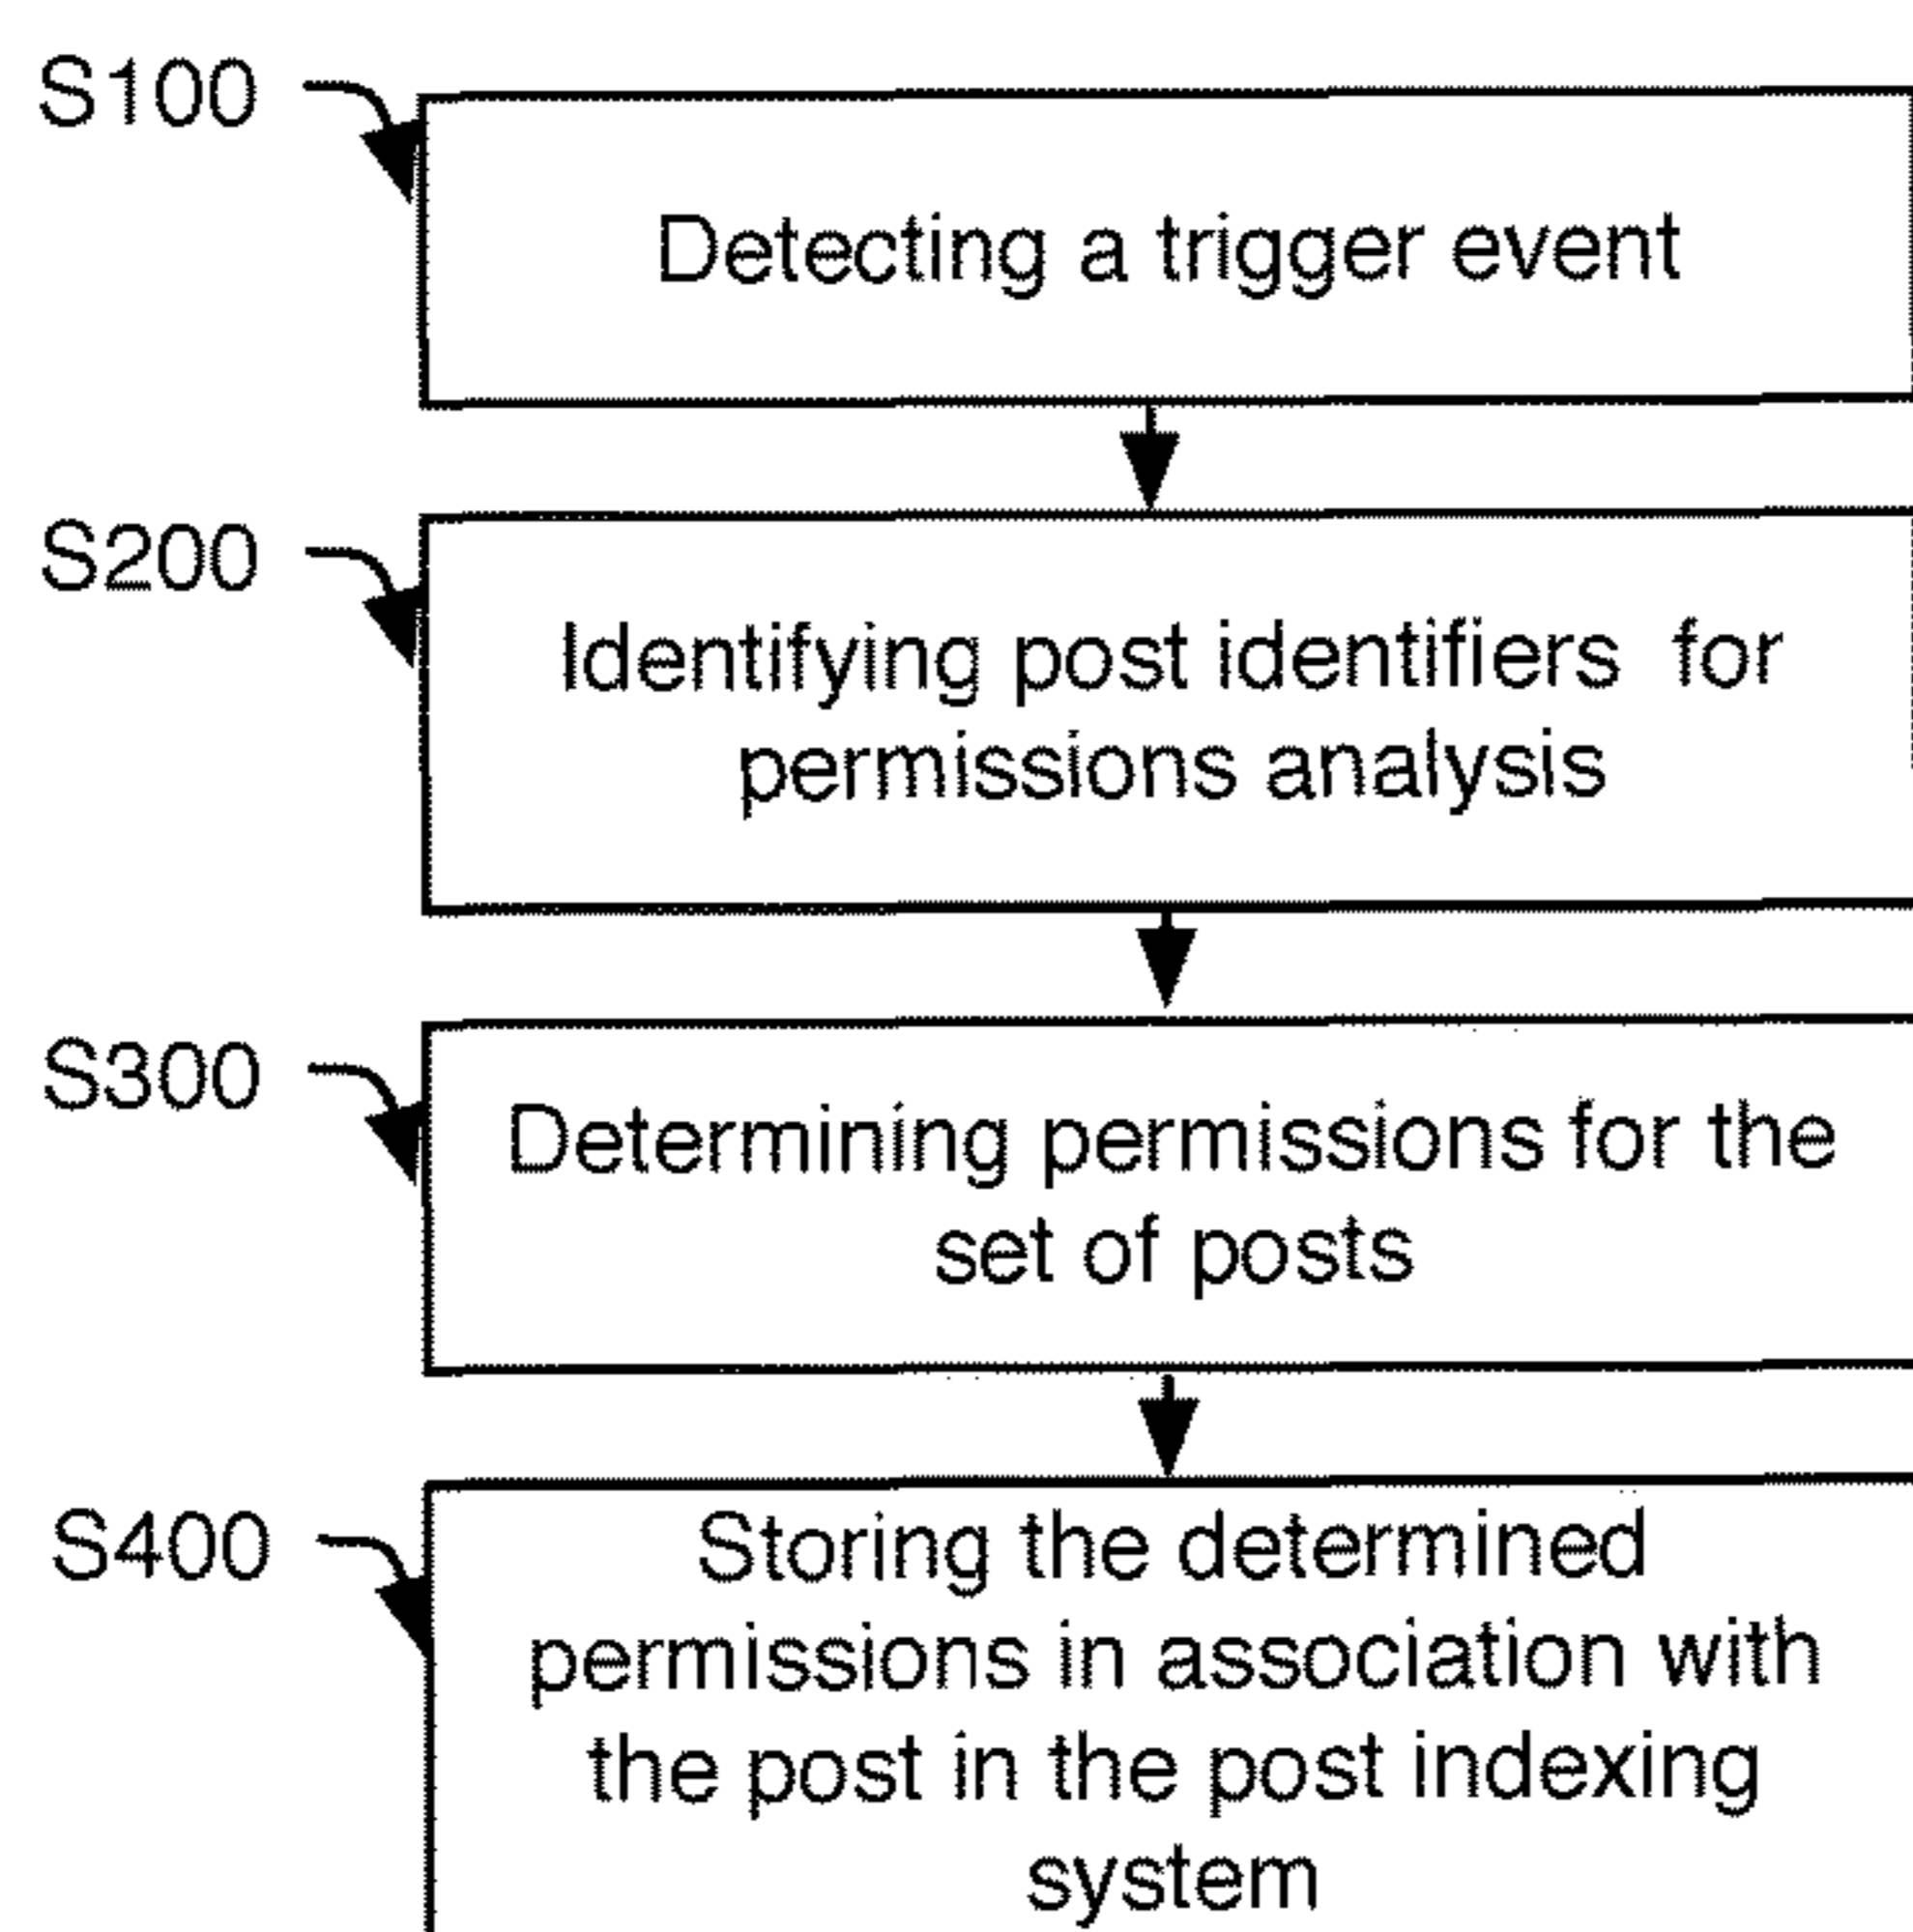 S100
Detecting a trigger event
S200
Identifying post identifiers for
permissions analysis
S300
Determining permissions for the
set of posts
S400
Storing the determined
permissions in association with
the post in the post indexing
system